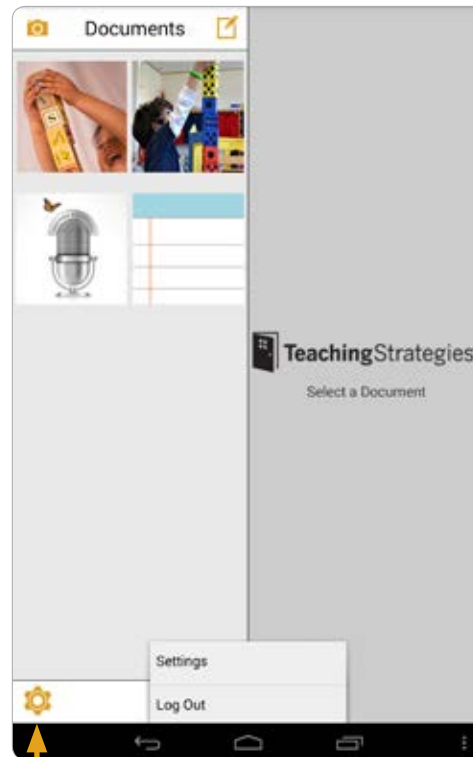 Documents
TeachingStrategies
Select a Document
Settings
Log Out